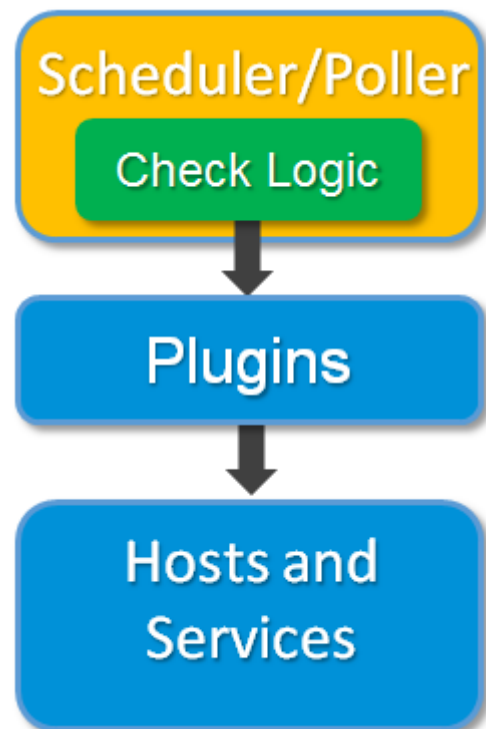 Scheduler/Poller
Check Logic
Plugins
Hosts and
Services